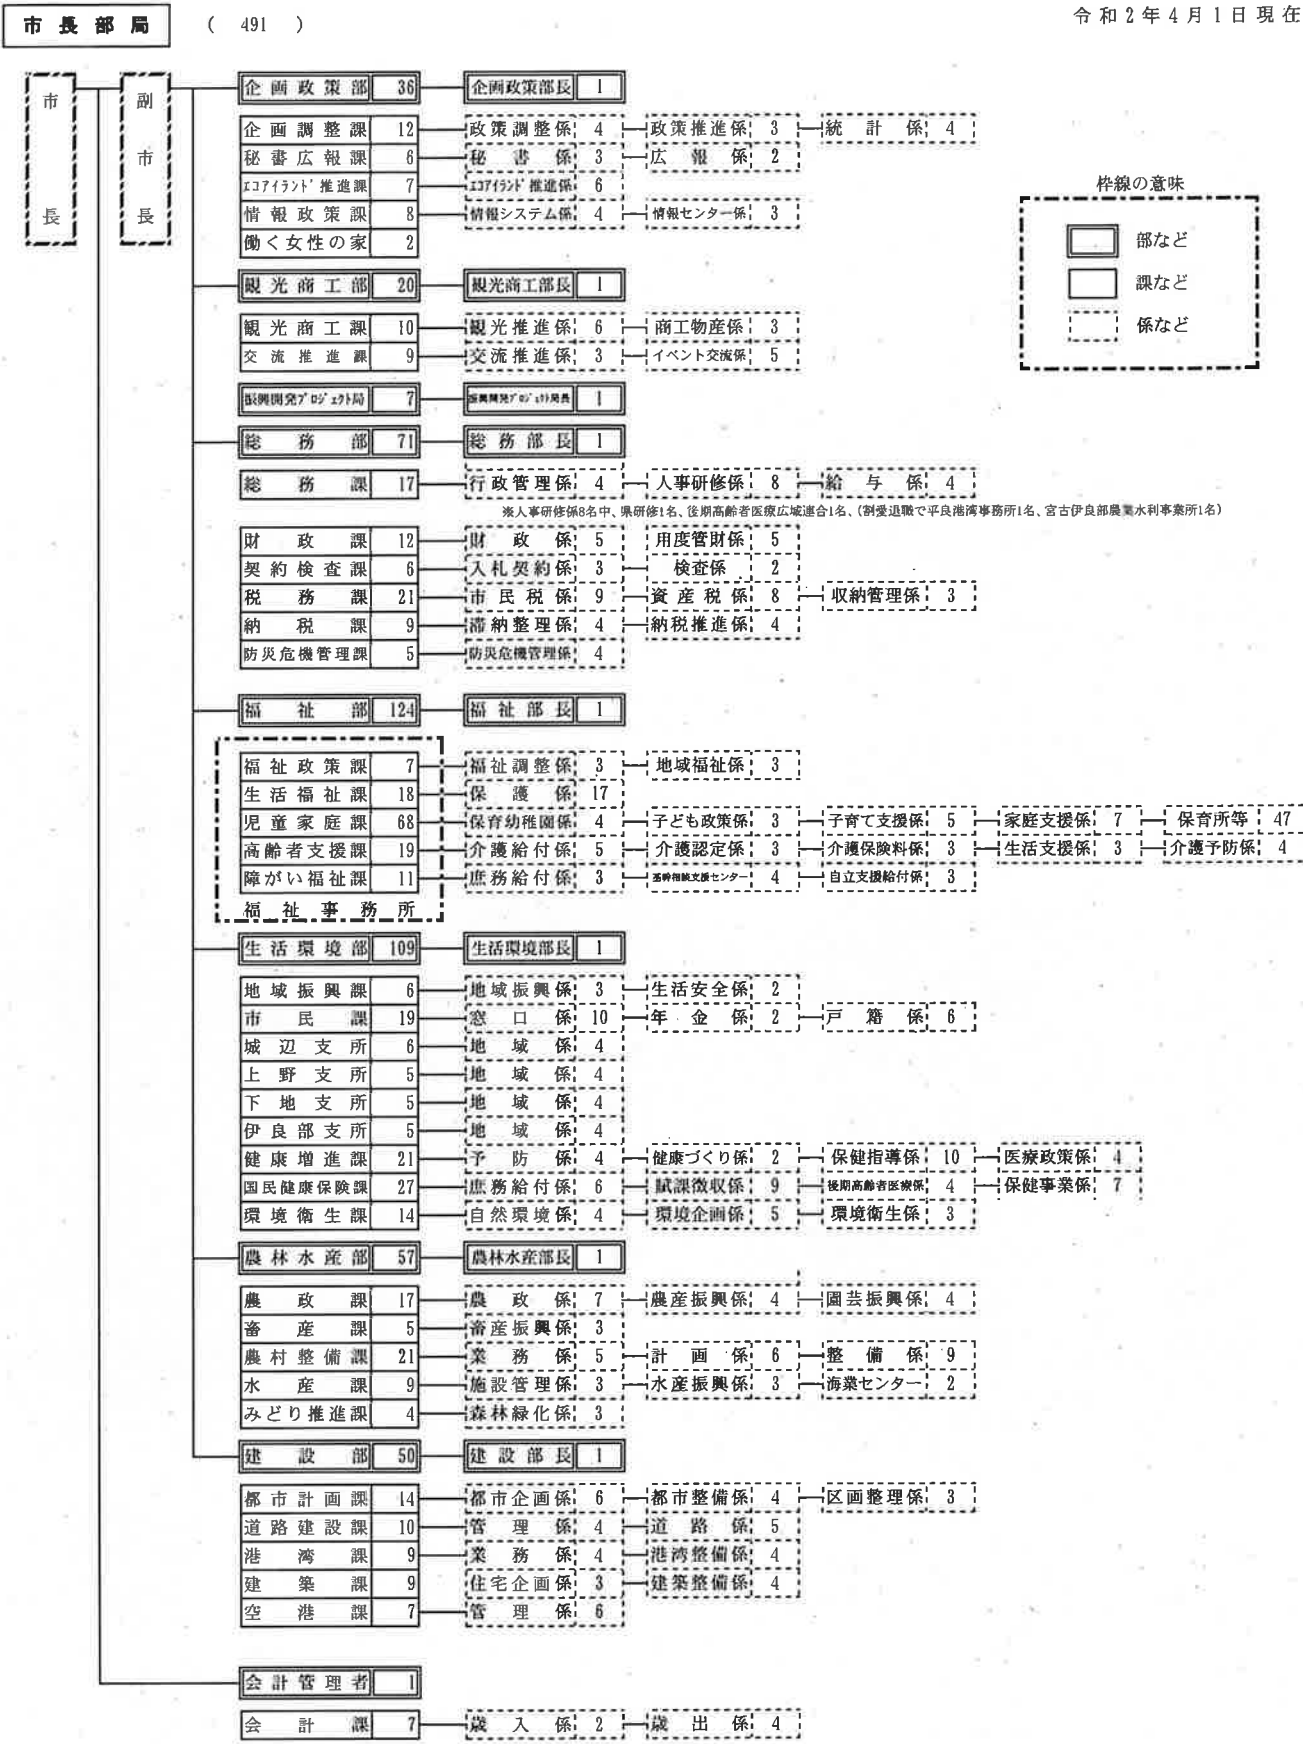 市長部局 ( 491 )
令和2年4月1日現在
市長
副市長
企画政策部 36 企画政策部長 1
企画調整課 12 政策調整係 4 政策推進係 3 統計係 4
秘書広報課 6 秘書係 3 広報係 2
ｴｺｱｲﾗﾝﾄﾞ推進課 7 ｴｺｱｲﾗﾝﾄﾞ推進係 6
情報政策課 8 情報システム係 4 情報センター係 3
働く女性の家 2
枠線の意味
部など
課など
係など
観光商工部 20 観光商工部長 1
観光商工課 10 観光推進係 6 商工物産係 3
交流推進課 9 交流推進係 3 イベント交流係 5
振興開発ﾌﾟﾛｼﾞｪｸﾄ局 7 振興開発ﾌﾟﾛｼﾞｪｸﾄ局長 1
総務部 71 総務部長 1
総務課 17 行政管理係 4 人事研修係 8 給与係 4
※人事研修係8名中、県研修1名、後期高齢者医療広域連合1名、(割愛退職で平良港湾事務所1名、宮古伊良部農業水利事業所1名)
財政課 12 財政係 5 用度管財係 5
契約検査課 6 入札契約係 3 検査係 2
税務課 21 市民税係 9 資産税係 8 収納管理係 3
納税課 9 滞納整理係 4 納税推進係 4
防災危機管理課 5 防災危機管理係 4
福祉部 124 福祉部長 1
福祉政策課 7 福祉調整係 3 地域福祉係 3
生活福祉課 18 保護係 17
児童家庭課 68 保育幼稚園係 4 子ども政策係 3 子育て支援係 5 家庭支援係 7 保育所等 47
高齢者支援課 19 介護給付係 5 介護認定係 3 介護保険料係 3 生活支援係 3 介護予防係 4
障がい福祉課 11 庶務給付係 3 基幹相談支援センター 4 自立支援給付係 3
福祉事務所
生活環境部 109 生活環境部長 1
地域振興課 6 地域振興係 3 生活安全係 2
市民課 19 窓口係 10 年金係 2 戸籍係 6
城辺支所 6 地域係 4
上野支所 5 地域係 4
下地支所 5 地域係 4
伊良部支所 5 地域係 4
健康増進課 21 予防係 4 健康づくり係 2 保健指導係 10 医療政策係 4
国民健康保険課 27 庶務給付係 6 賦課徴収係 9 後期高齢者医療係 4 保健事業係 7
環境衛生課 14 自然環境係 4 環境企画係 5 環境衛生係 3
農林水産部 57 農林水産部長 1
農政課 17 農政係 7 農産振興係 4 園芸振興係 4
畜産課 5 畜産振興係 3
農村整備課 21 業務係 5 計画係 6 整備係 9
水産課 9 施設管理係 3 水産振興係 3 海業センター 2
みどり推進課 4 森林緑化係 3
建設部 50 建設部長 1
都市計画課 14 都市企画係 6 都市整備係 4 区画整理係 3
道路建設課 10 管理係 4 道路係 5
港湾課 9 業務係 4 港湾整備係 4
建築課 9 住宅企画係 3 建築整備係 4
空港課 7 管理係 6
会計管理者 1
会計課 7 歳入係 2 歳出係 4